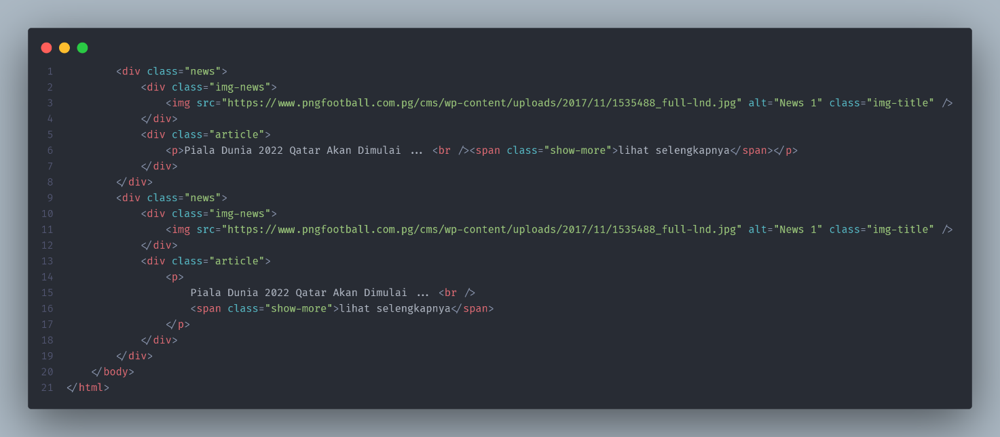 1 <div class="news">
2 <div class="img-news">
3 <img src="https://www.pngfootball.com.pg/cms/wp-content/uploads/2017/11/1535488_full-lnd.jpg" alt="News 1" class="img-title" />
4 </div>
5 <div class="article">
6 <p>Piala Dunia 2022 Qatar Akan Dimulai ... <br /><span class="show-more">lihat selengkapnya</span></p>
7 </div>
8 </div>
9 <div class="news">
10 <div class="img-news">
11 <img src="https://www.pngfootball.com.pg/cms/wp-content/uploads/2017/11/1535488_full-lnd.jpg" alt="News 1" class="img-title" />
12 </div>
13 <div class="article">
14 <p>
15 Piala Dunia 2022 Qatar Akan Dimulai ... <br />
16 <span class="show-more">lihat selengkapnya</span>
17 </p>
18 </div>
19 </div>
20 </body>
21 </html>